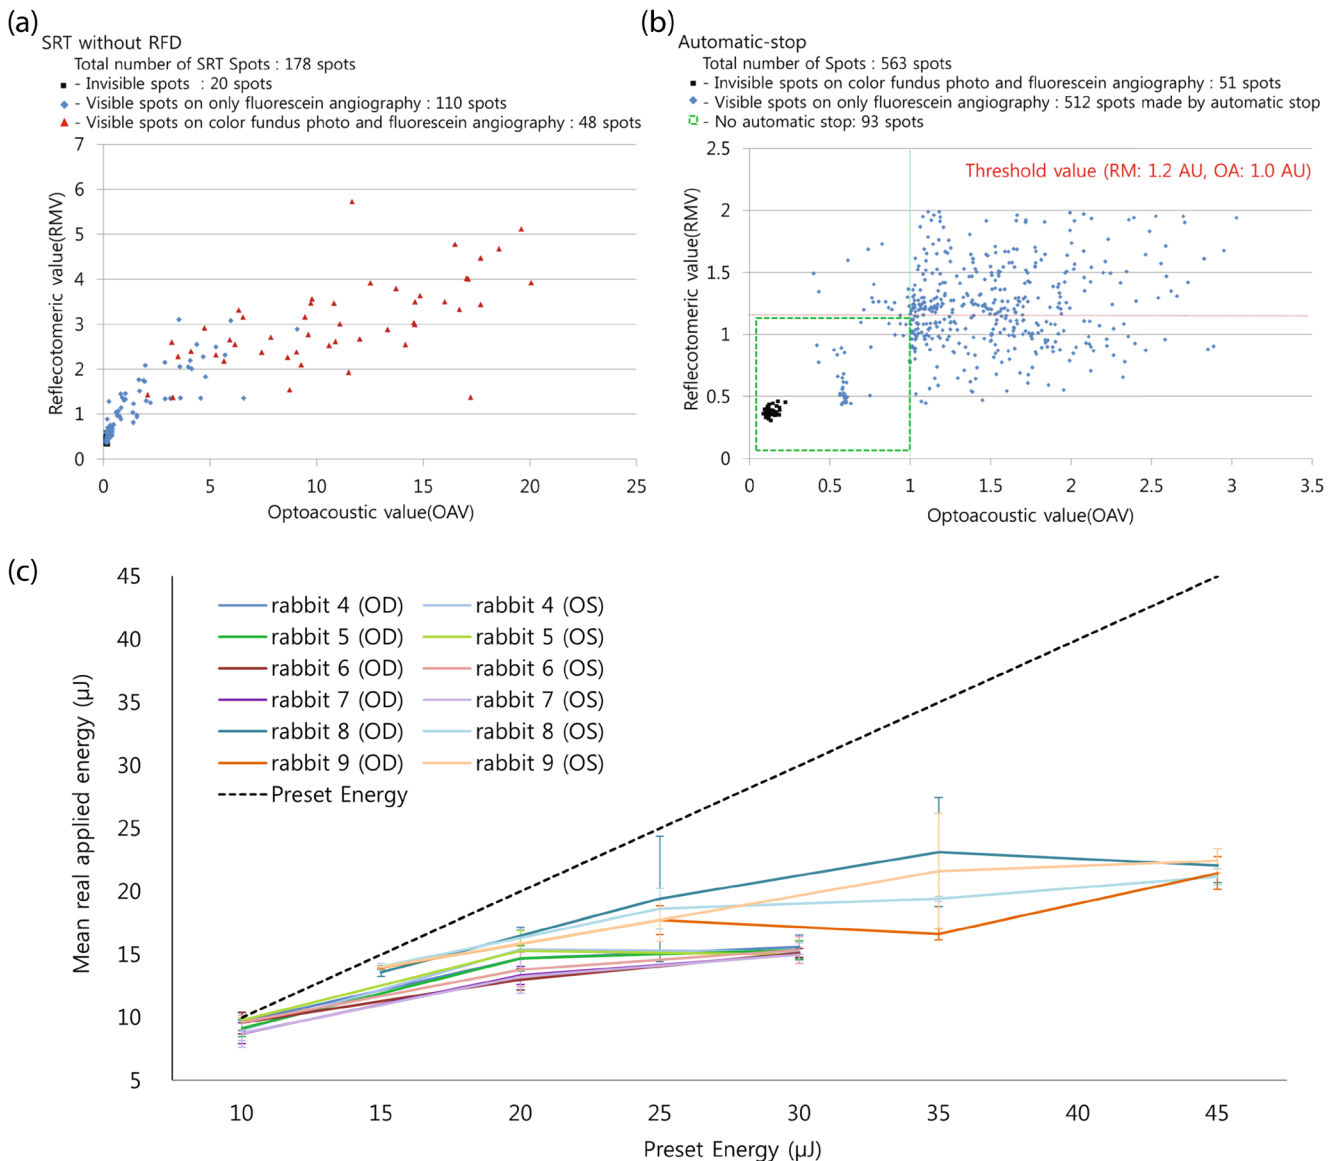 (a)
SRT without RFD
Total number of SRT Spots : 178 spots
- Invisible spots : 20 spots
- Visible spots on only fluorescein angiography : 110 spots
- Visible spots on color fundus photo and fluorescein angiography : 48 spots
7
6
5
4
3
2
1
0
Reflecotomeric value(RMV)
0 5 10 15 20 25
Optoacoustic value(OAV)
(b)
Automatic-stop
Total number of Spots : 563 spots
- Invisible spots on color fundus photo and fluorescein angiography : 51 spots
- Visible spots on only fluorescein angiography : 512 spots made by automatic stop
- No automatic stop: 93 spots
Threshold value (RM: 1.2 AU, OA: 1.0 AU)
2.5
2
1.5
1
0.5
0
Reflecotomeric value(RMV)
0 0.5 1 1.5 2 2.5 3 3.5
Optoacoustic value(OAV)
(c)
45
40
35
30
25
20
15
10
5
Mean real applied energy (µJ)
rabbit 4 (OD) rabbit 4 (OS)
rabbit 5 (OD) rabbit 5 (OS)
rabbit 6 (OD) rabbit 6 (OS)
rabbit 7 (OD) rabbit 7 (OS)
rabbit 8 (OD) rabbit 8 (OS)
rabbit 9 (OD) rabbit 9 (OS)
Preset Energy
10 15 20 25 30 35 40 45
Preset Energy (µJ)